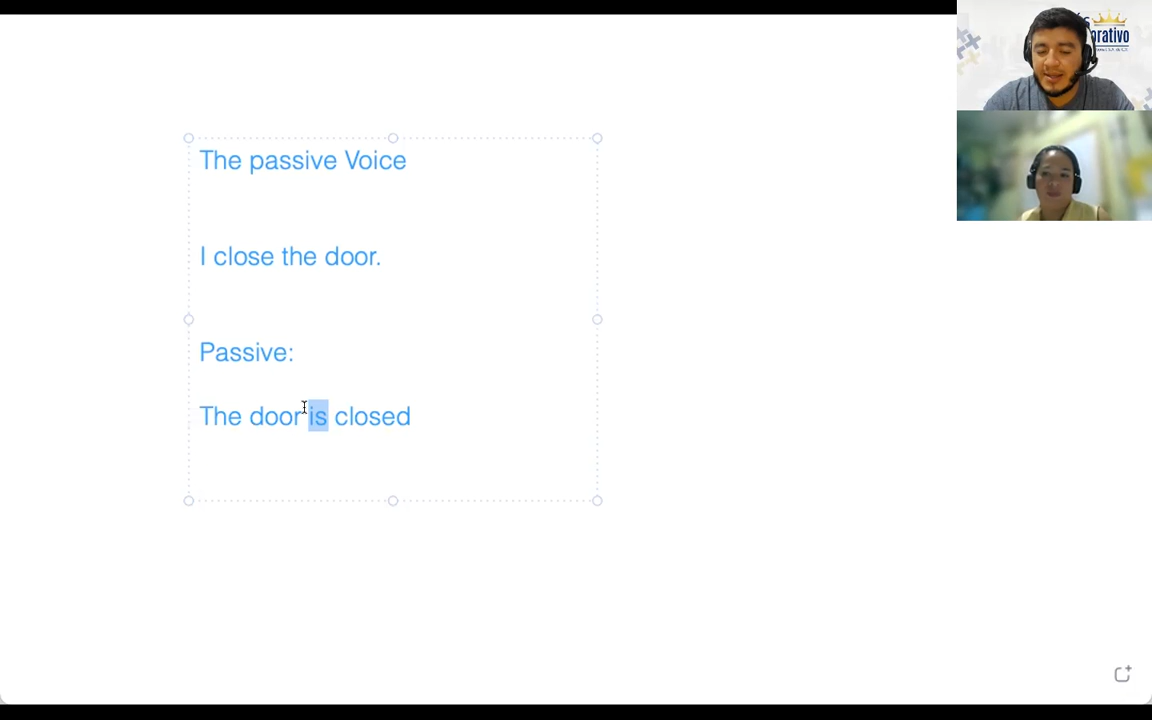 The passive Voice
I close the door.
Passive:
The door is closed